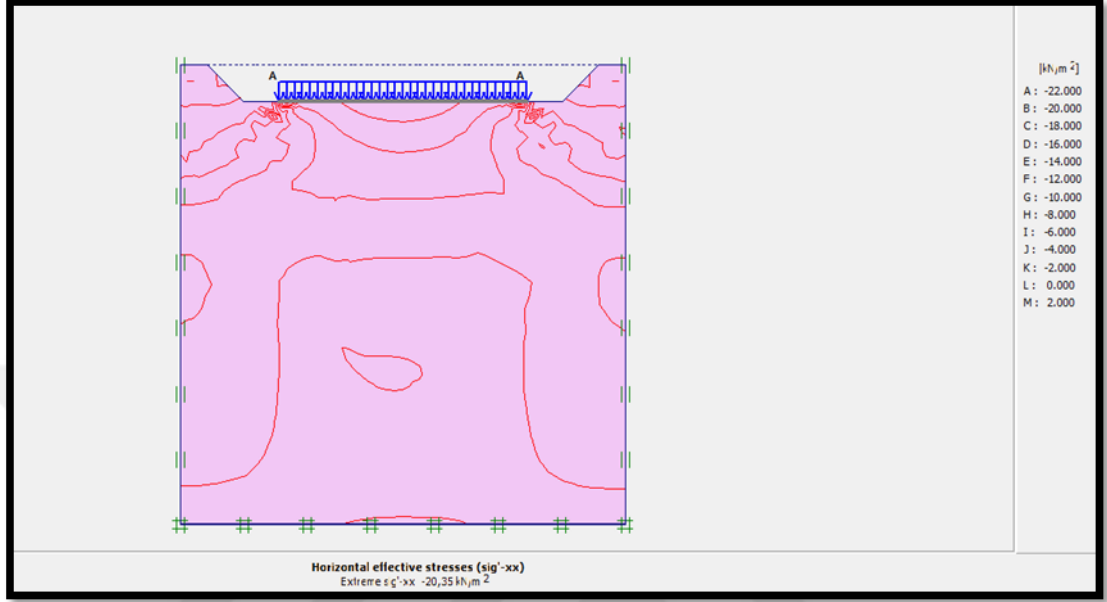 A A
[kN/m ²]
A : -22.000
B : -20.000
C : -18.000
D : -16.000
E : -14.000
F : -12.000
G : -10.000
H : -8.000
I : -6.000
J : -4.000
K : -2.000
L : 0.000
M : 2.000
Horizontal effective stresses (sig'-xx)
Extreme sig'-xx -20,35 kN/m ²